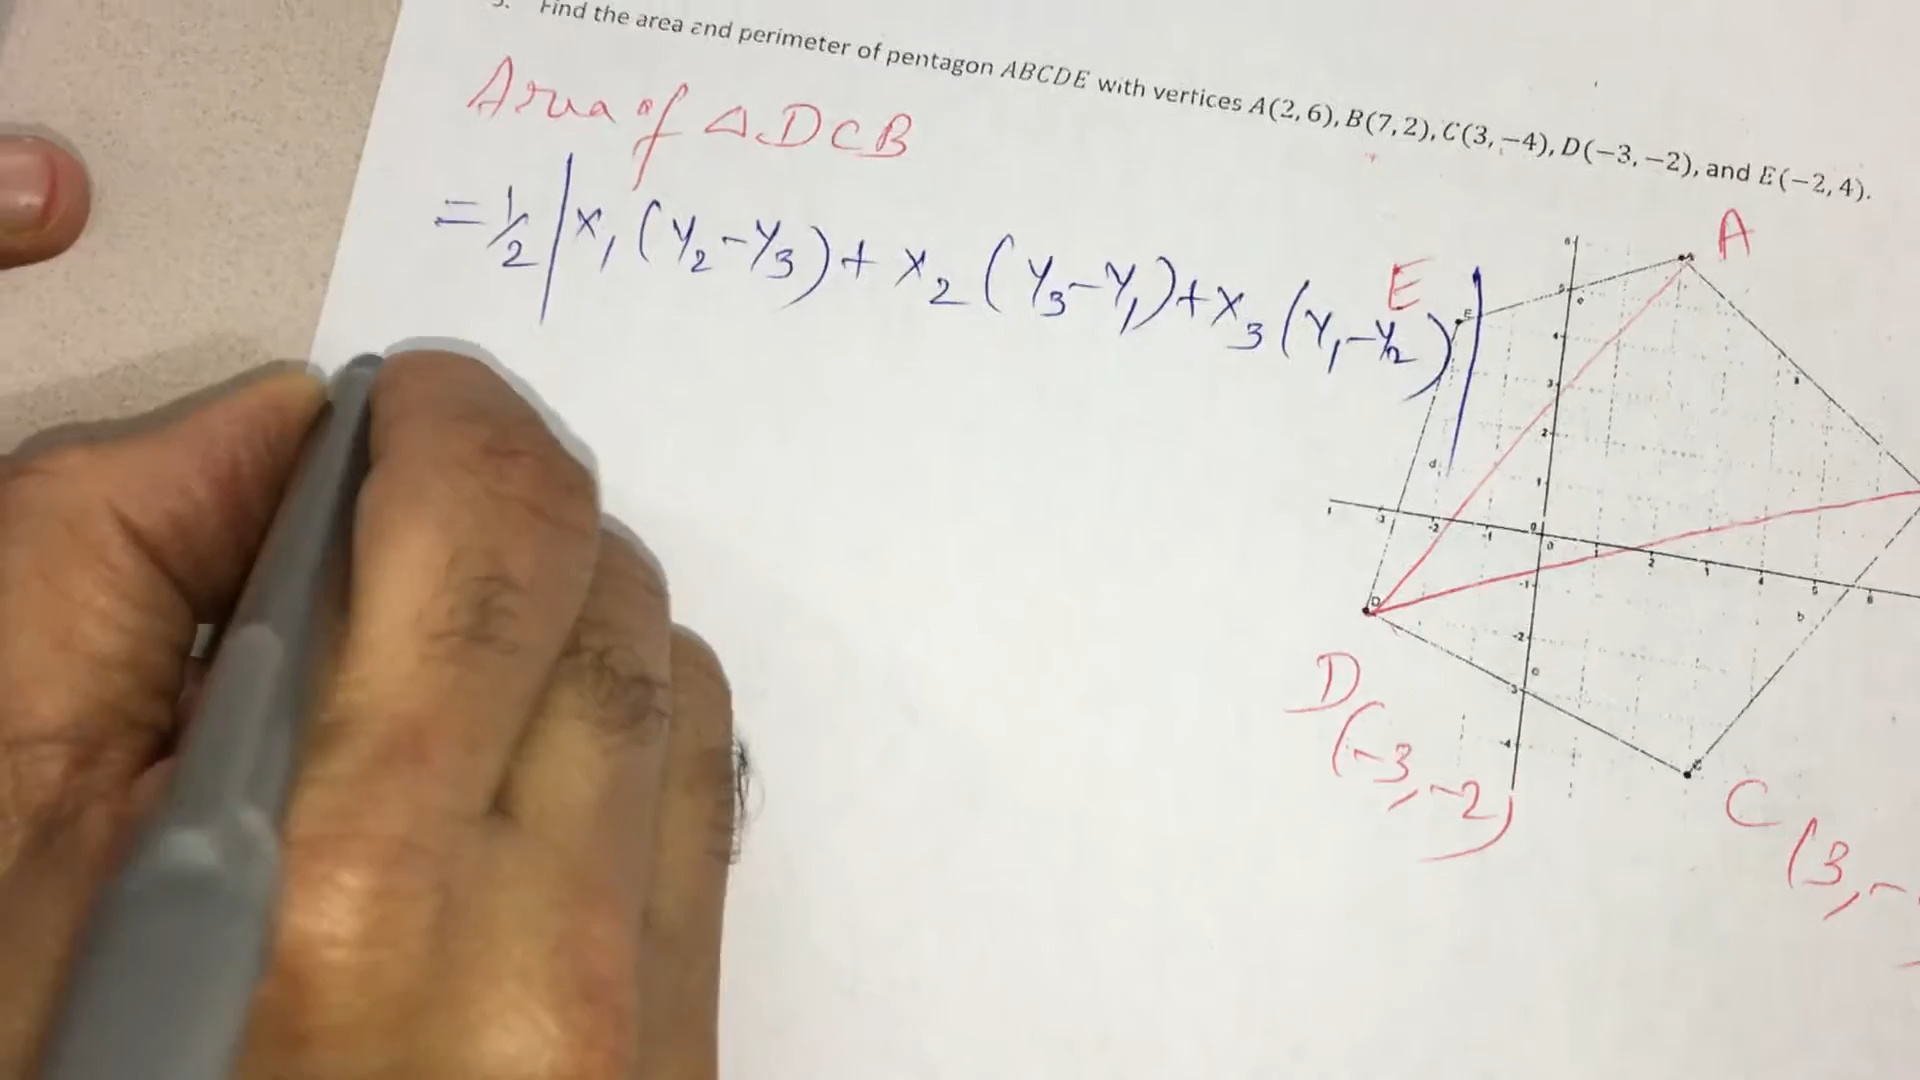 Find the area and perimeter of pentagon ABCDE with vertices A(2, 6), B(7, 2), C(3, −4), D(−3, −2), and E(−2, 4).
Area of △DCB
= 1/2 |x₁(y₂−y₃) + x₂(y₃−y₁) + x₃(y₁−y₂)|
A
E
D
(−3, −2)
C
(3, −